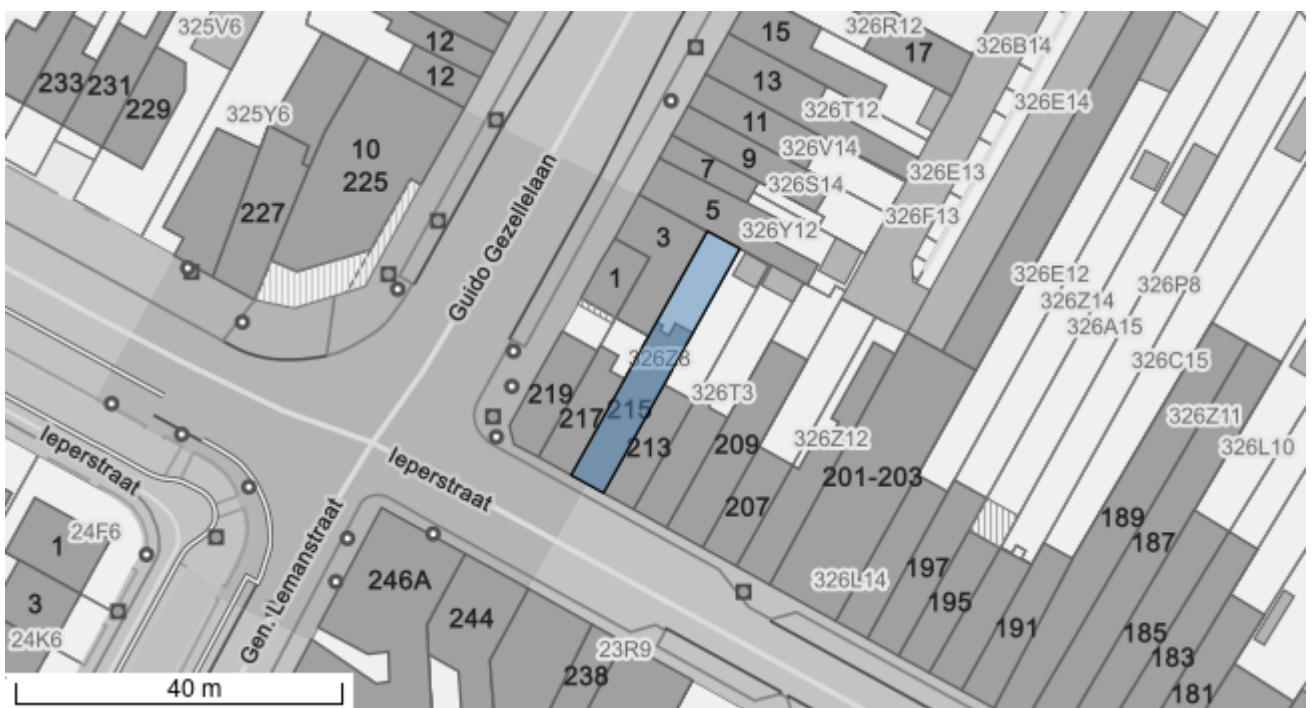 325V6
12
12
15
326R12
17
326B14
233
231
229
325Y6
13
326T12
326E14
11
326V14
9
10
225
7
326S14
326E13
5
326Y12
326F13
227
3
Guido Gezellelaan
1
326E12
326Z14
326P8
326A15
326Z8
326C15
219
217
215
213
326T3
209
326Z12
326Z11
326L10
Ieperstraat
Ieperstraat
201-203
207
189
187
24F6
1
Gen. Lemanstraat
246A
326L14
197
195
191
3
24K6
244
23R9
185
183
181
238
40 m